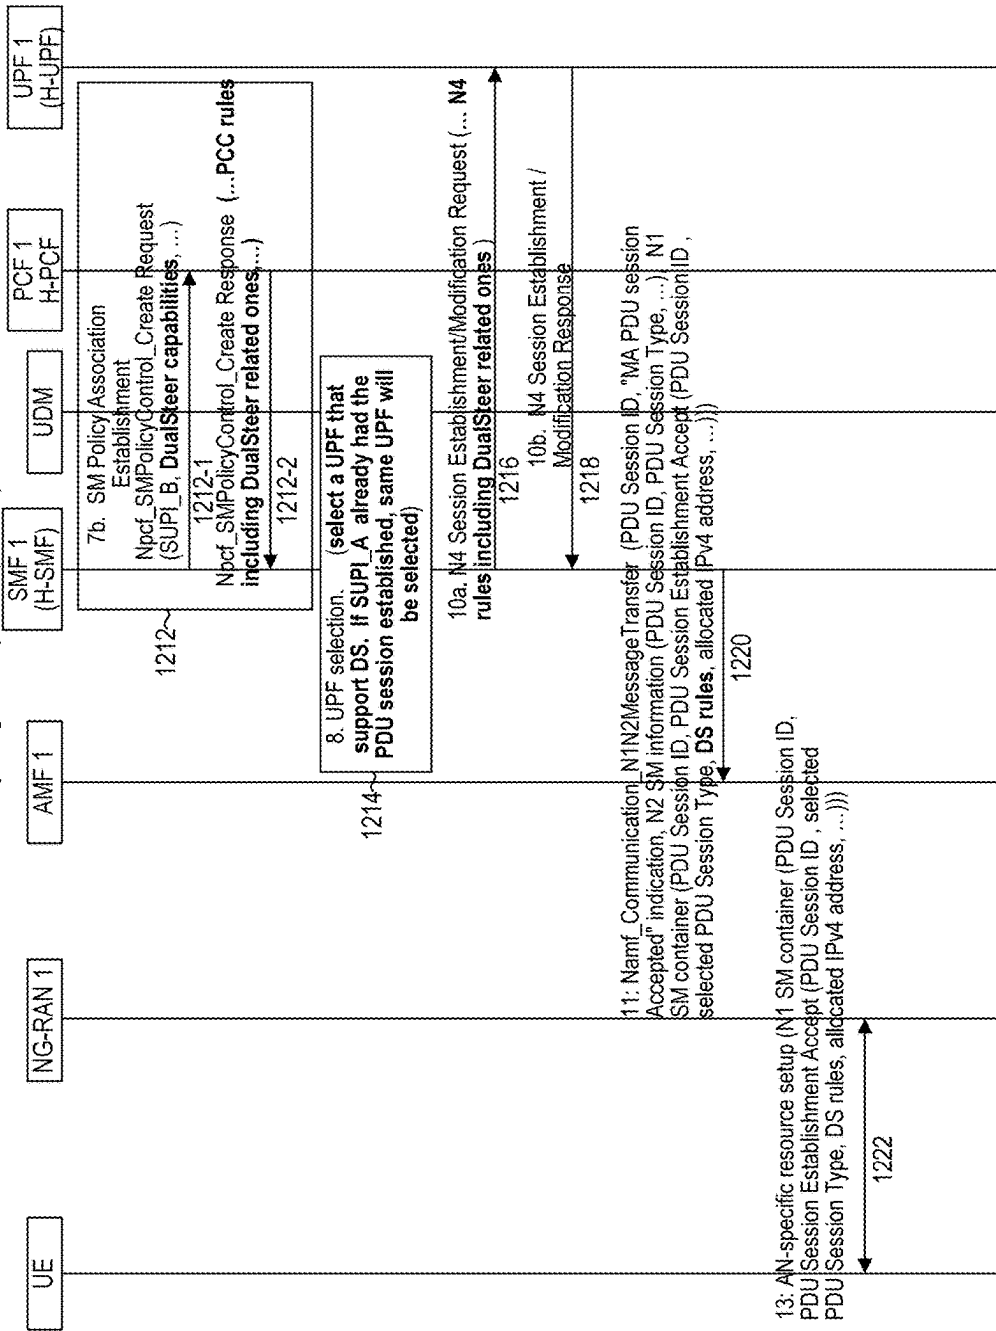 UE
NG-RAN 1
AMF 1
SMF 1
(H-SMF)
UDM
PCF 1
H-PCF
UPF 1
(H-UPF)
7b. SM Policy Association
Establishment
Npcf_SMPolicyControl_Create Request
(SUPI_B, DualSteer capabilities, ...)
1212-1
Npcf_SMPolicyControl_Create Response (...PCC rules
including DualSteer related ones,...)
1212-2
1212
8. UPF selection. (select a UPF that
support DS. If SUPI_A already had the
PDU session established, same UPF will
be selected)
1214
10a. N4 Session Establishment/Modification Request (... N4
rules including DualSteer related ones )
1216
10b. N4 Session Establishment /
Modification Response
1218
11: Namf_Communication_N1N2MessageTransfer (PDU Session ID, "MA PDU session
Accepted" indication, N2 SM information (PDU Session ID, PDU Session Type, ...), N1
SM container (PDU Session ID, PDU Session Establishment Accept (PDU Session ID ,
selected PDU Session Type, DS rules, allocated IPv4 address, ...)))
1220
13: AN-specific resource setup (N1 SM container (PDU Session ID,
PDU Session Establishment Accept (PDU Session ID , selected
PDU Session Type, DS rules, allocated IPv4 address, ...)))
1222